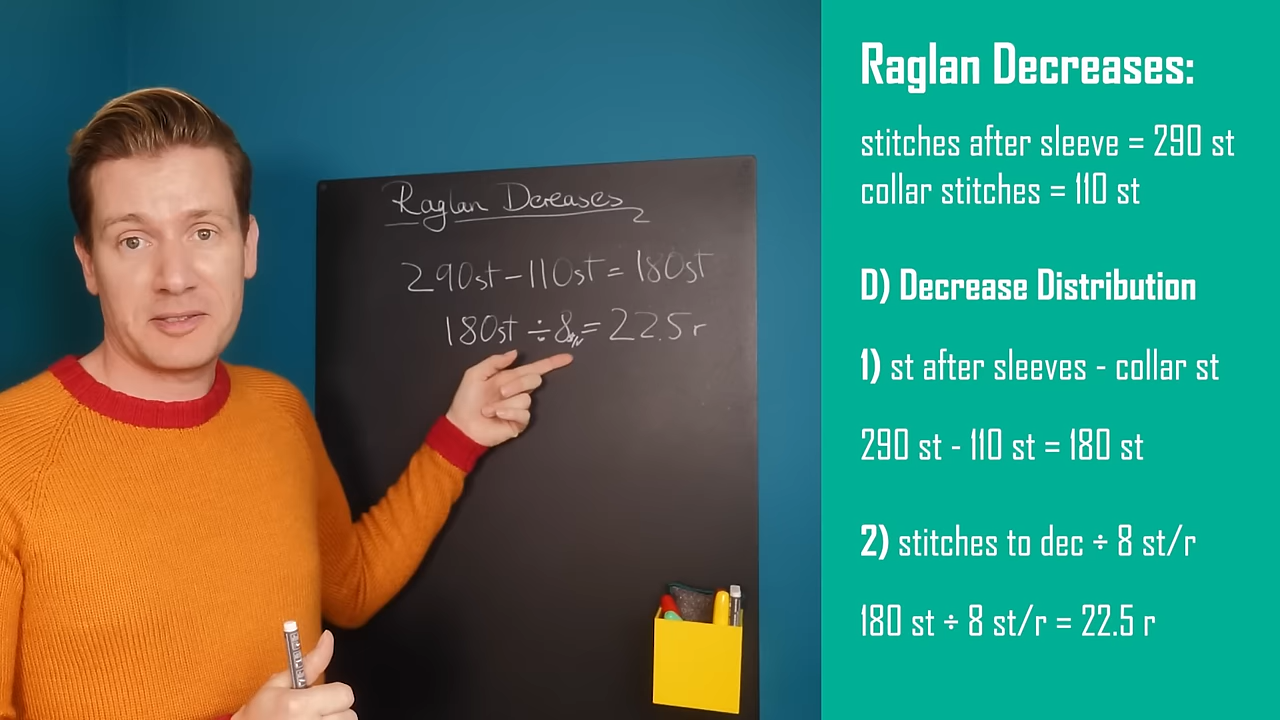 Raglan Dereases
290st-110st=180st
180st÷8st/r=22.5r
Raglan Decreases:
stitches after sleeve = 290 st
collar stitches = 110 st
D) Decrease Distribution
1) st after sleeves - collar st
290 st - 110 st = 180 st
2) stitches to dec ÷ 8 st/r
180 st ÷ 8 st/r = 22.5 r